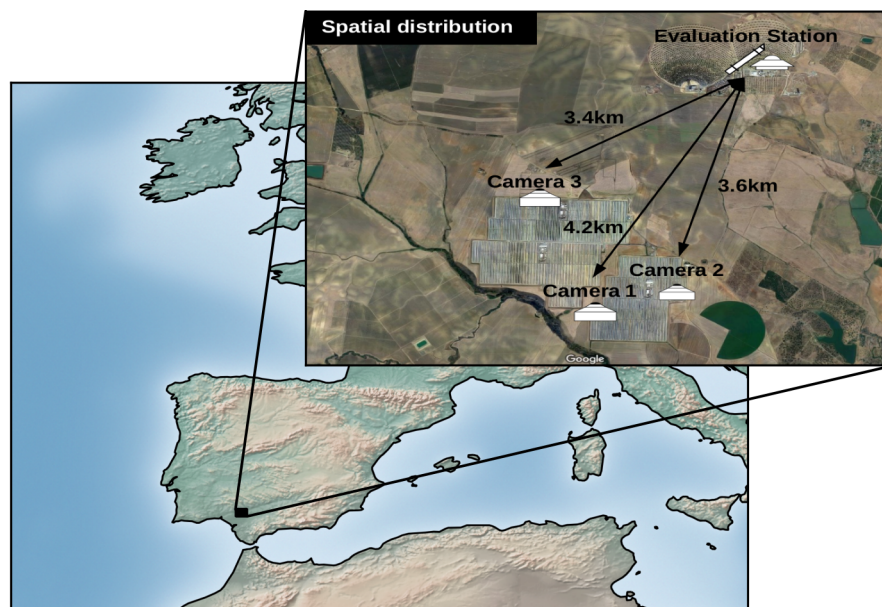 Spatial distribution
Evaluation Station
3.4km
Camera 3
3.6km
4.2km
Camera 2
Camera 1
Google